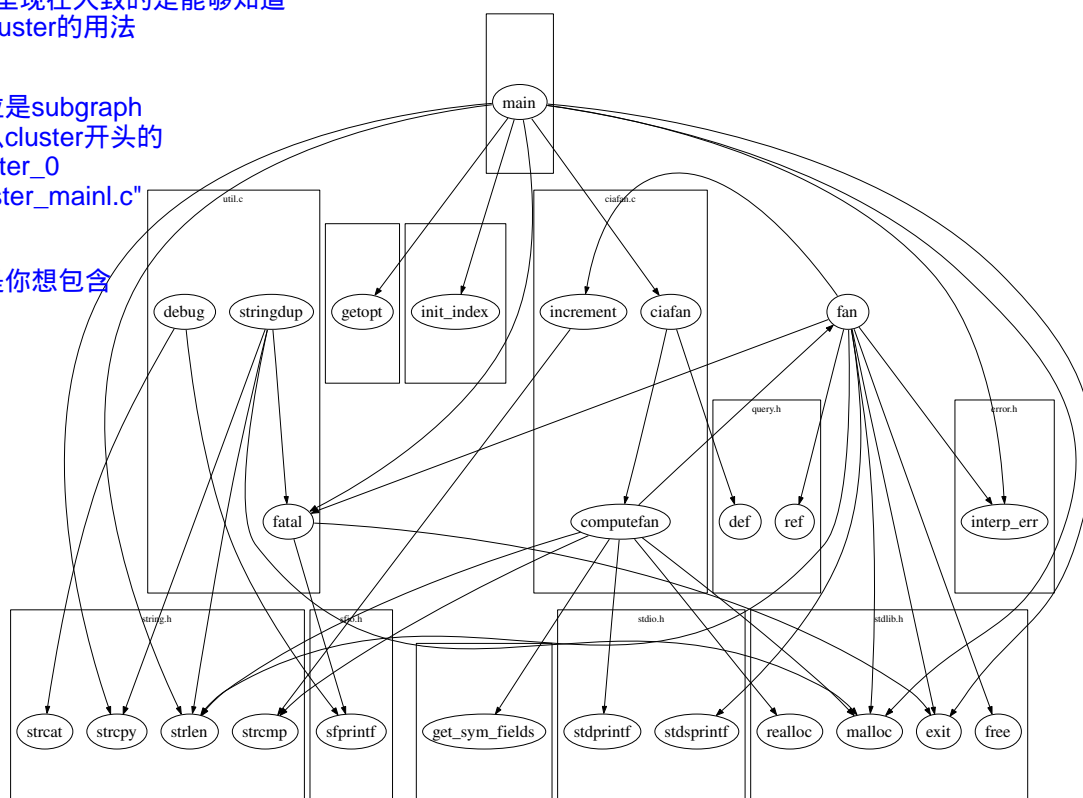 现在大致的是能够知道
uster的用法
是subgraph
cluster开头的
ter_0
ster_mainl.c"
是你想包含
main
util.c
ciafan.c
debug
stringdup
getopt
init_index
increment
ciafan
fan
query.h
error.h
fatal
computefan
def
ref
interp_err
string.h
sfio.h
stdio.h
stdlib.h
strcat
strcpy
strlen
strcmp
sfprintf
get_sym_fields
stdprintf
stdsprintf
realloc
malloc
exit
free